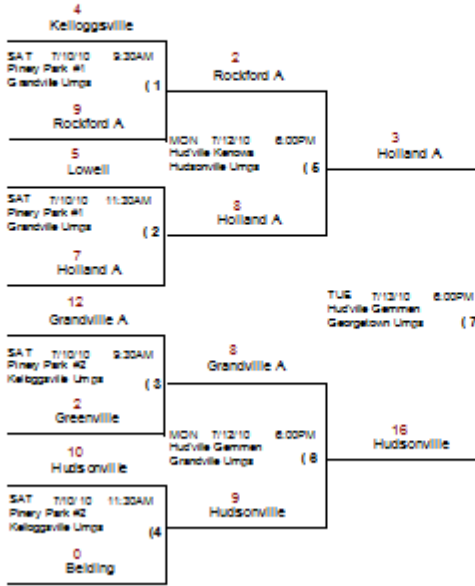 4
Kelloggsville
SAT 7/10/10 9:30AM
Pinery Park #1
Grandville Umps
( 1
9
Rockford A
5
Lowell
SAT 7/10/10 11:30AM
Pinery Park #1
Grandville Umps
( 2
7
Holland A
12
Grandville A
SAT 7/10/10 9:30AM
Pinery Park #2
Kelloggsville Umps
( 3
2
Greenville
10
Hudsonville
SAT 7/10/10 11:30AM
Pinery Park #2
Kelloggsville Umps
(4
0
Belding
2
Rockford A
MON 7/12/10 6:00PM
Hud'ville Kenowa
Hudsonville Umps
( 5
8
Holland A
8
Grandville A
MON 7/12/10 6:00PM
Hud'ville Gemmen
Grandville Umps
( 6
9
Hudsonville
3
Holland A
TUE 7/13/10 6:00PM
Hud'ville Gemmen
Georgetown Umps
( 7
16
Hudsonville